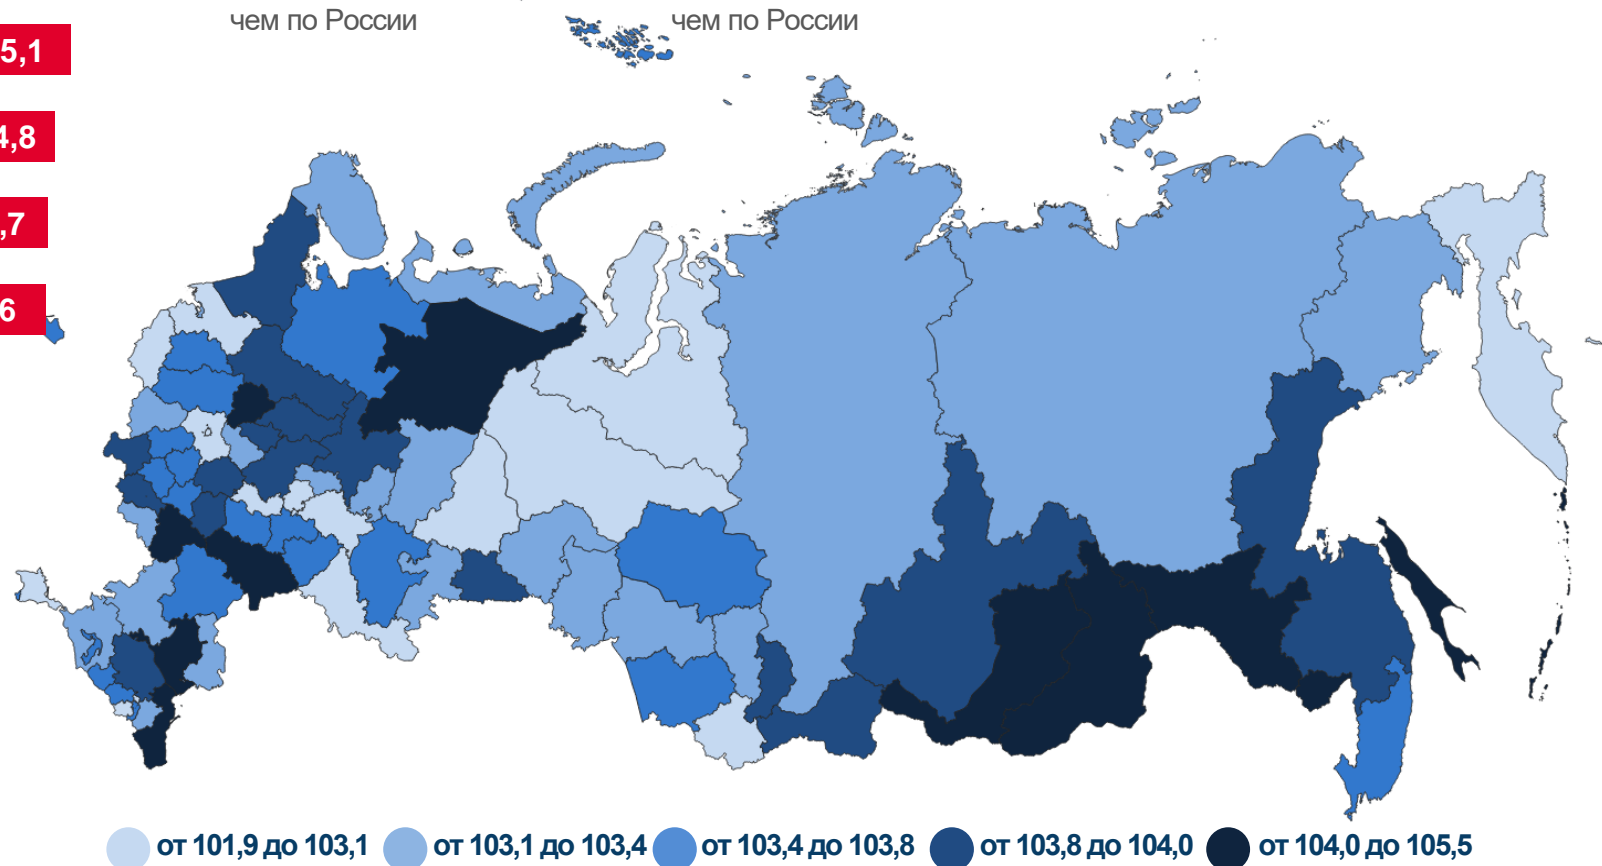 чем по России
чем по России
5,1
4,8
,7
6
от 101,9 до 103,1
от 103,1 до 103,4
от 103,4 до 103,8
от 103,8 до 104,0
от 104,0 до 105,5